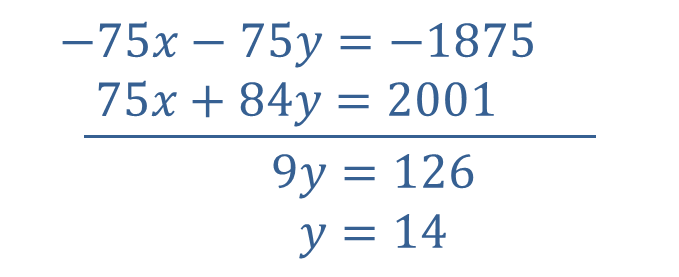 −75x − 75y = −1875
75x + 84y = 2001
9y = 126
y = 14